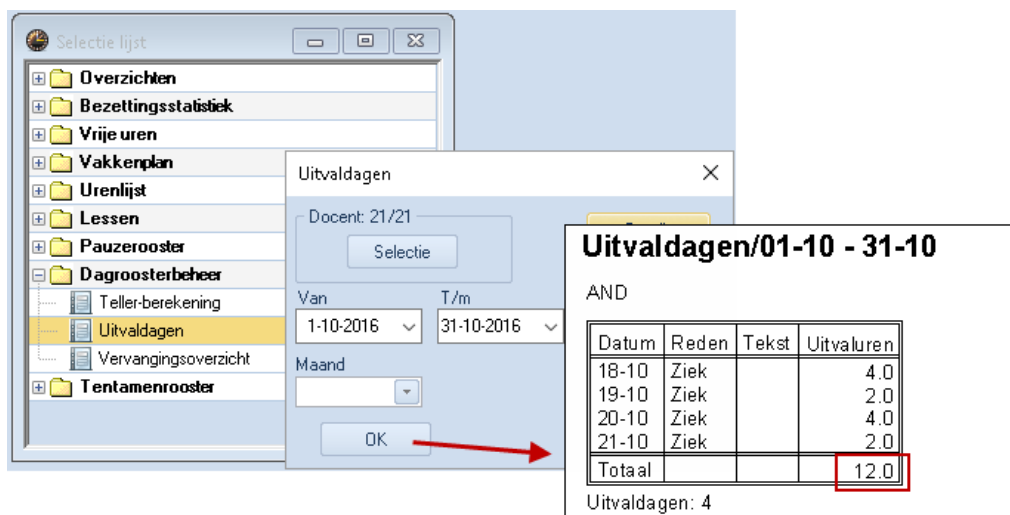 Selectie lijst
Overzichten
Bezettingsstatistiek
Vrije uren
Vakkenplan
Urenlijst
Lessen
Pauzerooster
Dagroosterbeheer
Teller-berekening
Uitvaldagen
Vervangingsoverzicht
Tentamenrooster
Uitvaldagen
Docent: 21/21
Selectie
Van T/m
1-10-2016 31-10-2016
Maand
OK
Uitvaldagen/01-10 - 31-10
AND
Datum Reden Tekst Uitvaluren
18-10 Ziek 4.0
19-10 Ziek 2.0
20-10 Ziek 4.0
21-10 Ziek 2.0
Totaal 12.0
Uitvaldagen: 4